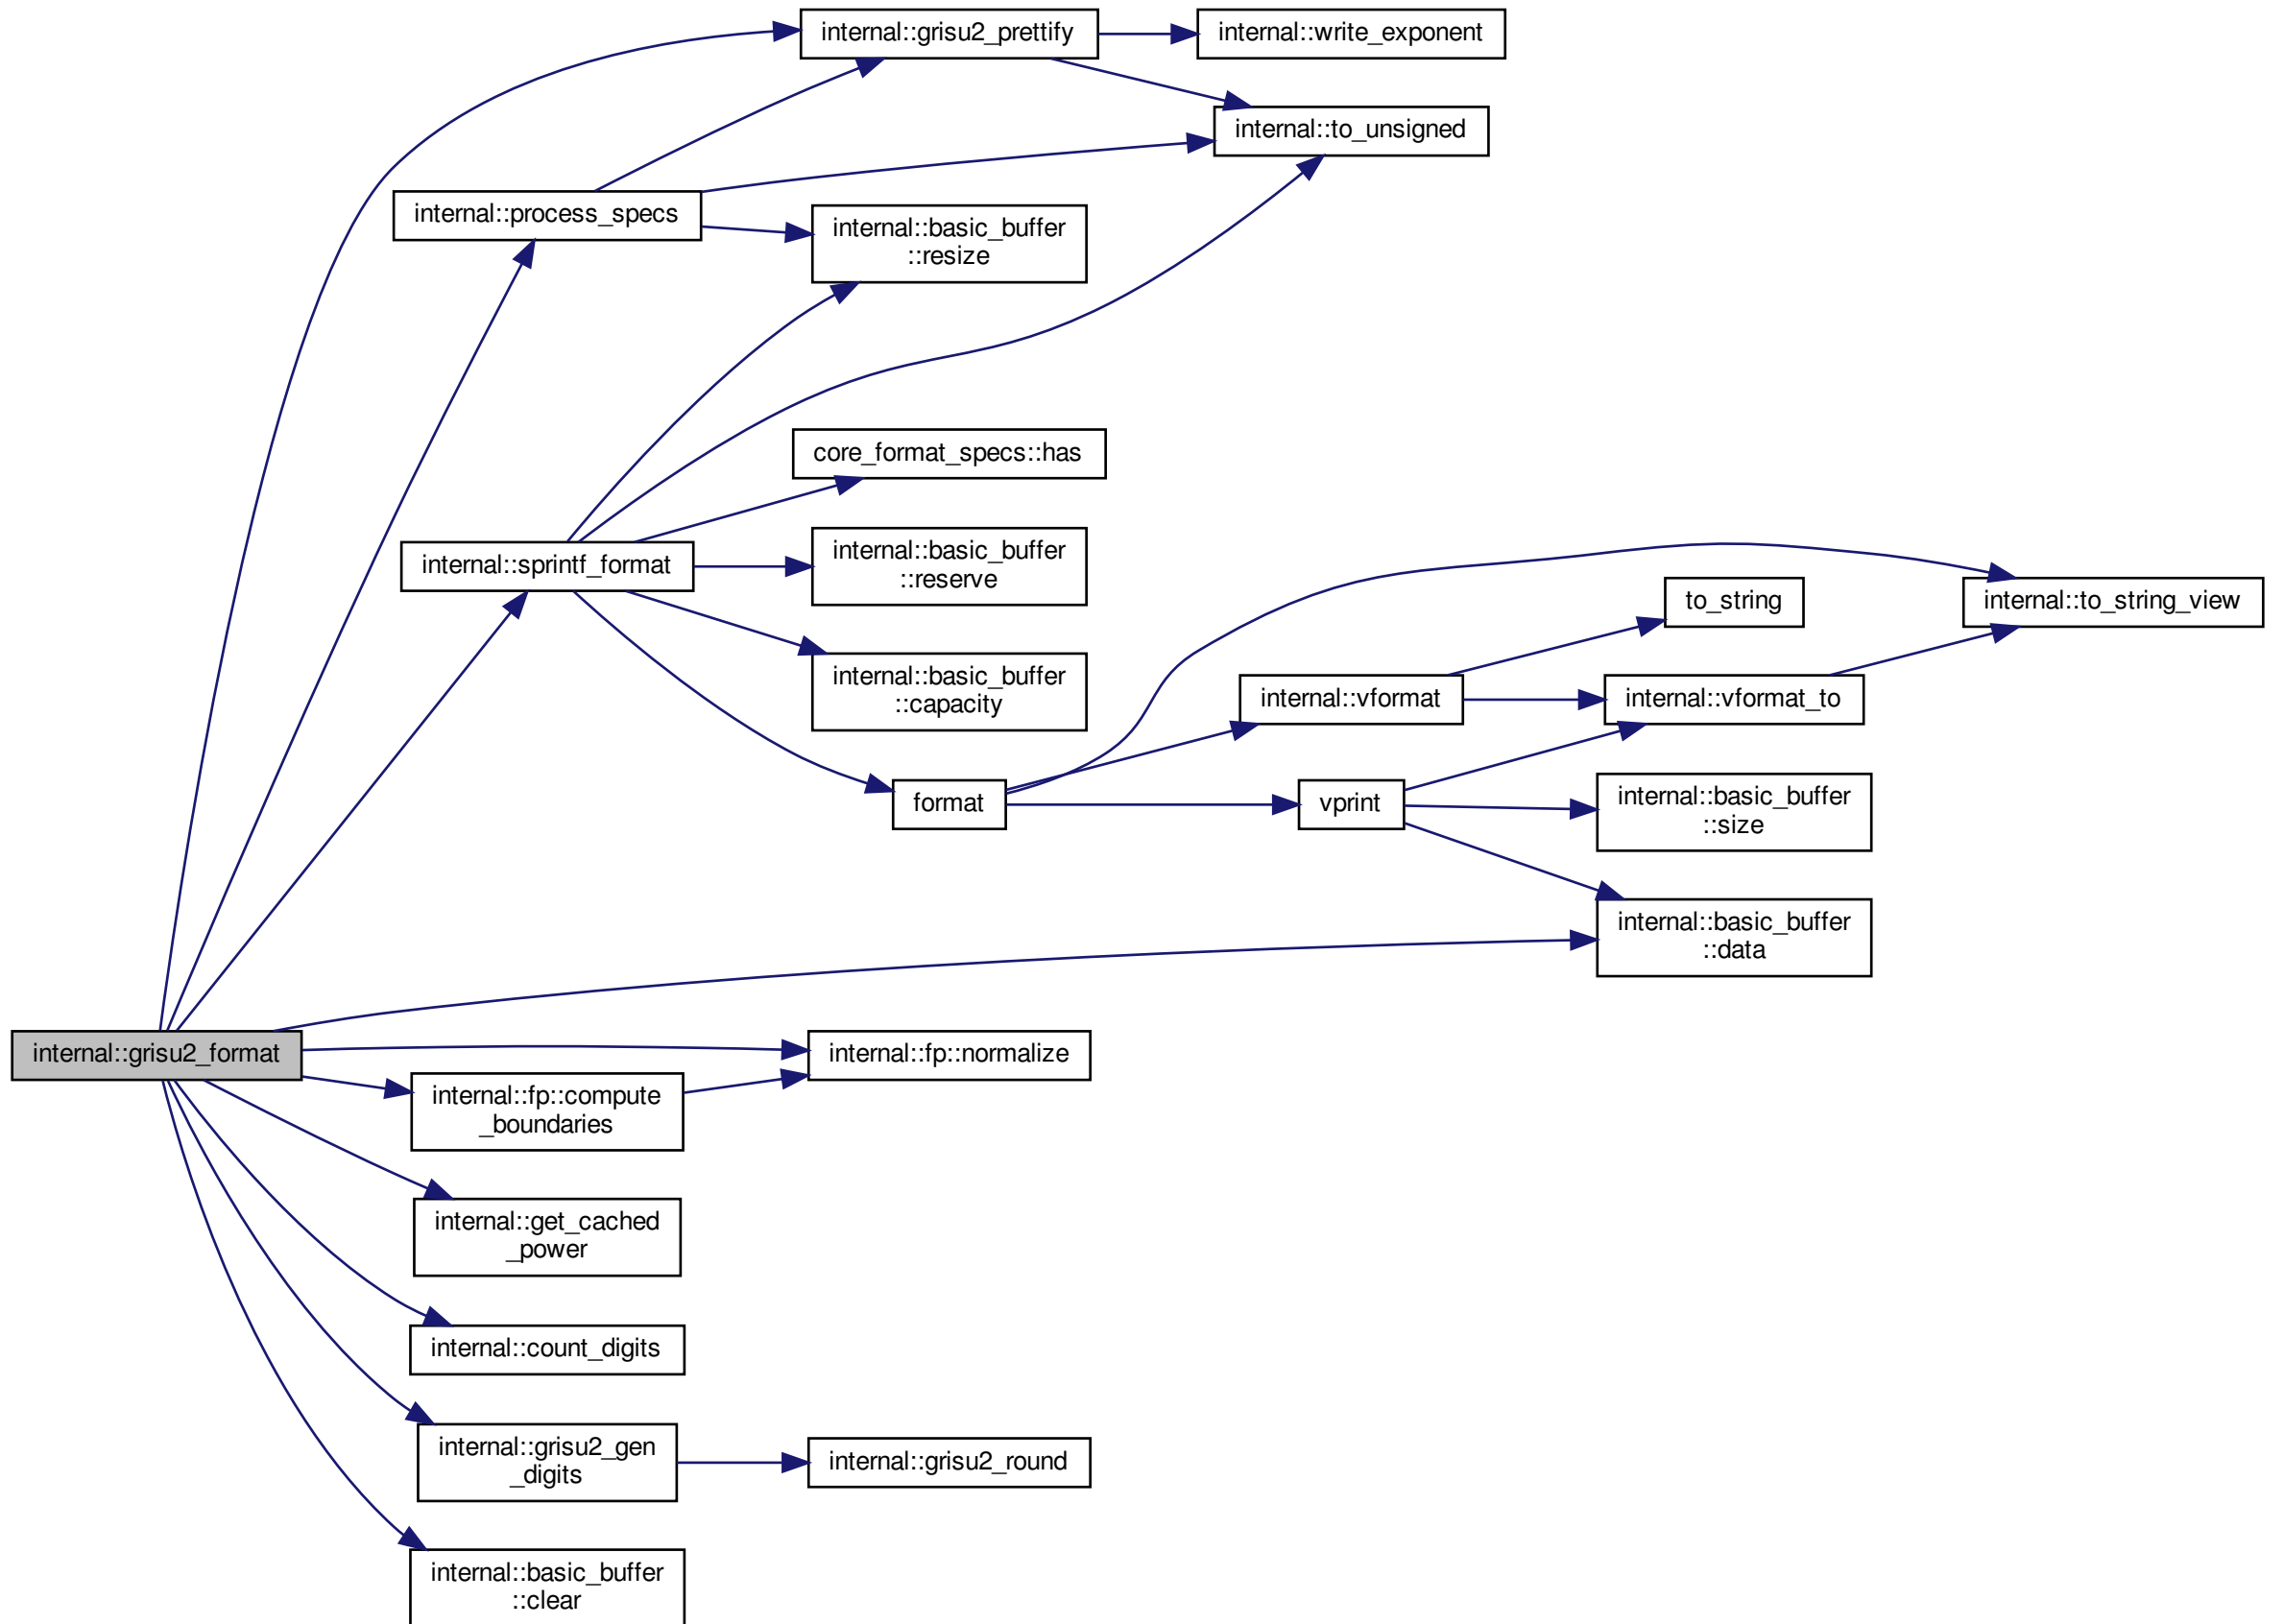 internal::grisu2_prettify
internal::write_exponent
internal::to_unsigned
internal::process_specs
internal::basic_buffer
::resize
core_format_specs::has
internal::sprintf_format
internal::basic_buffer
::reserve
to_string
internal::to_string_view
internal::basic_buffer
::capacity
internal::vformat
internal::vformat_to
format
vprint
internal::basic_buffer
::size
internal::basic_buffer
::data
internal::grisu2_format
internal::fp::normalize
internal::fp::compute
_boundaries
internal::get_cached
_power
internal::count_digits
internal::grisu2_gen
_digits
internal::grisu2_round
internal::basic_buffer
::clear